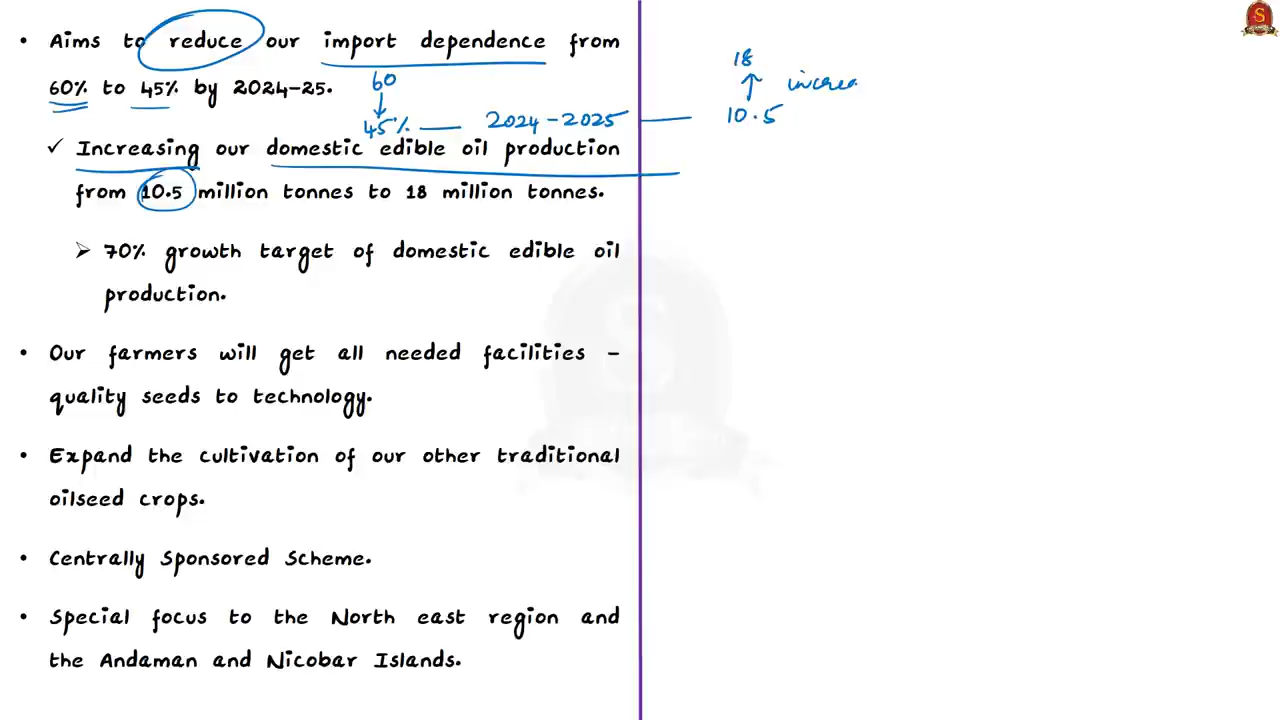 • Aims to reduce our import dependence from
60% to 45% by 2024-25.
✓ Increasing our domestic edible oil production
from 10.5 million tonnes to 18 million tonnes.
➢ 70% growth target of domestic edible oil
production.
• Our farmers will get all needed facilities -
quality seeds to technology.
• Expand the cultivation of our other traditional
oilseed crops.
• Centrally Sponsored Scheme.
• Special focus to the North east region and
the Andaman and Nicobar Islands.
60
↓
45% — 2024-2025 —
18
↑ increa
10.5
S